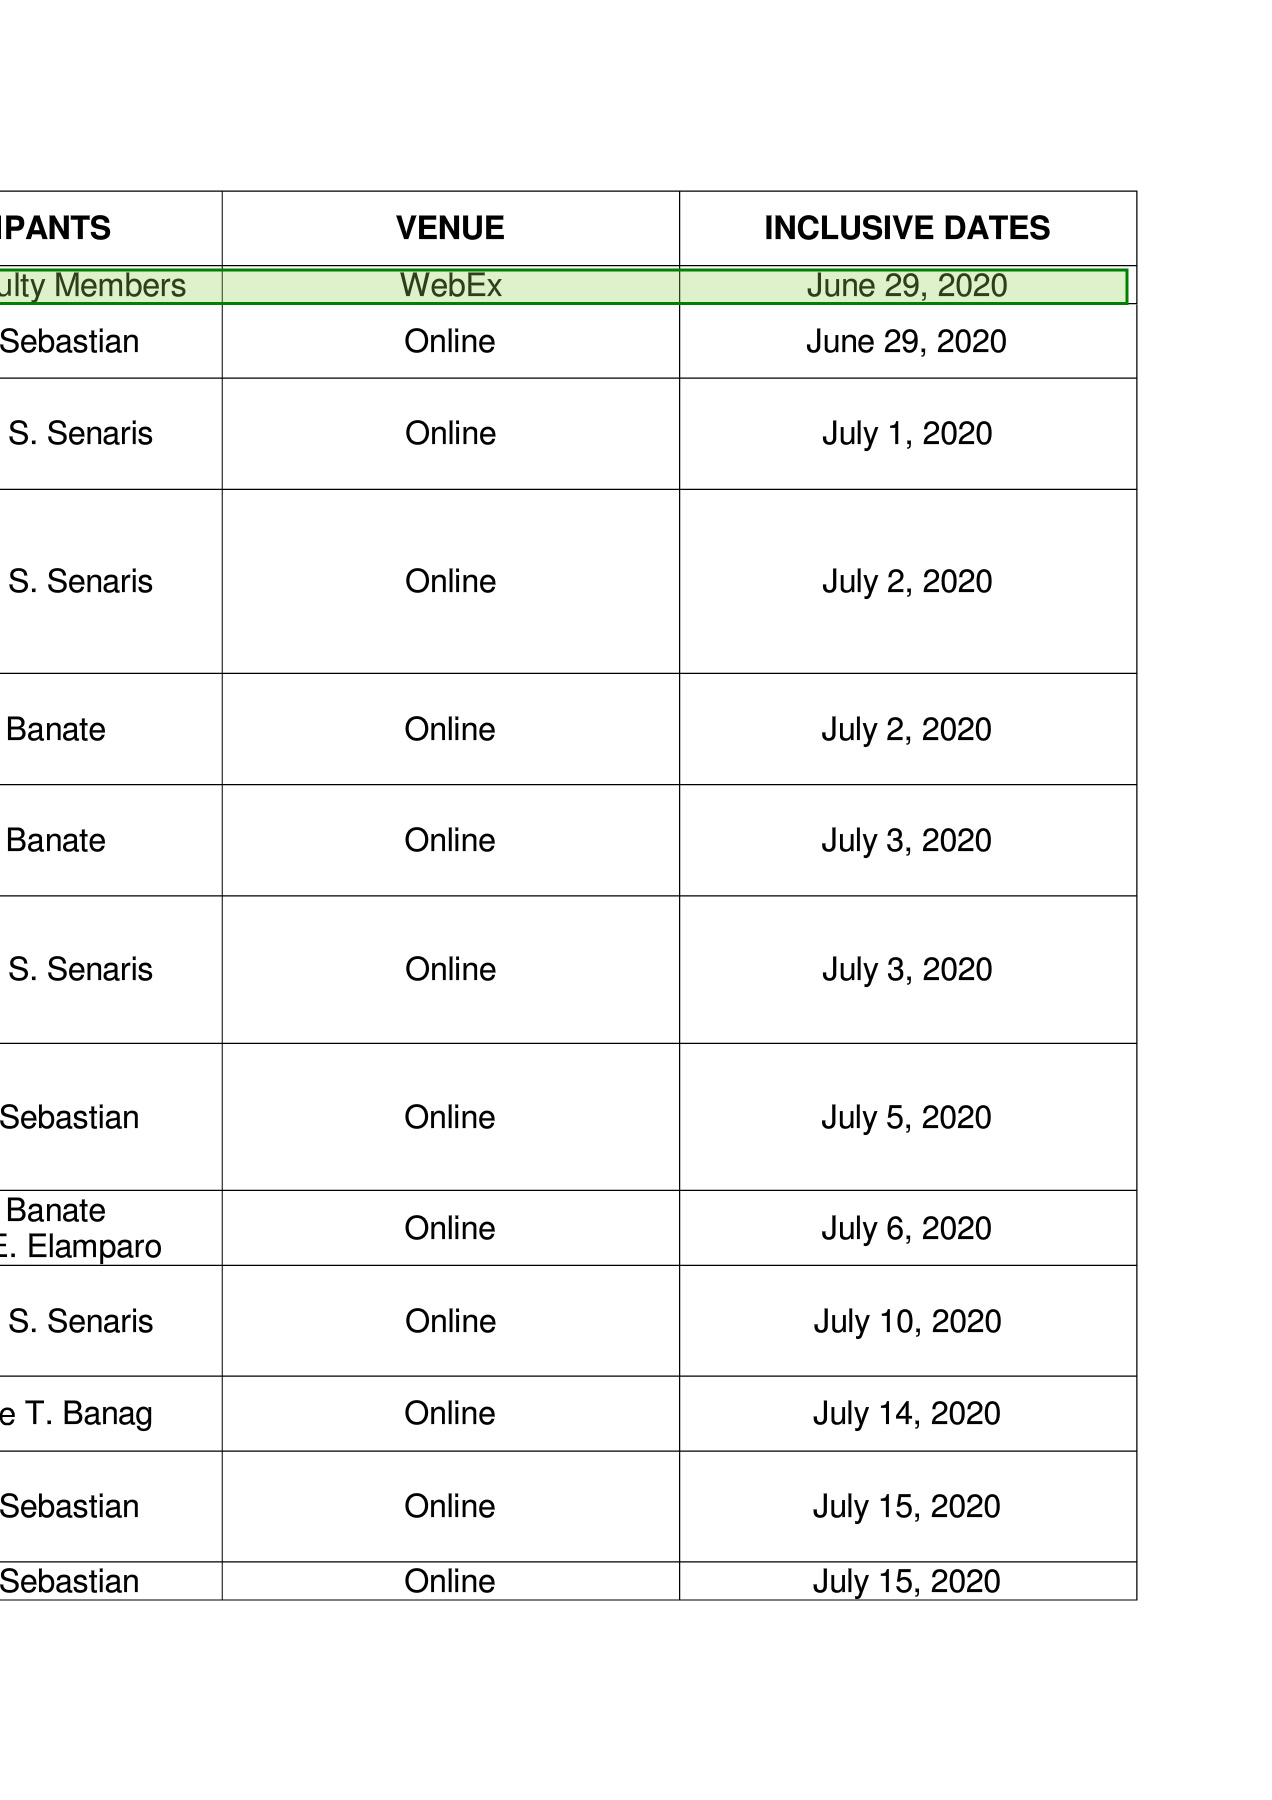 IPANTS VENUE INCLUSIVE DATES
ulty Members WebEx June 29, 2020
Sebastian Online June 29, 2020
S. Senaris Online July 1, 2020
S. Senaris Online July 2, 2020
Banate Online July 2, 2020
Banate Online July 3, 2020
S. Senaris Online July 3, 2020
Sebastian Online July 5, 2020
Banate
E. Elamparo Online July 6, 2020
S. Senaris Online July 10, 2020
e T. Banag Online July 14, 2020
Sebastian Online July 15, 2020
Sebastian Online July 15, 2020